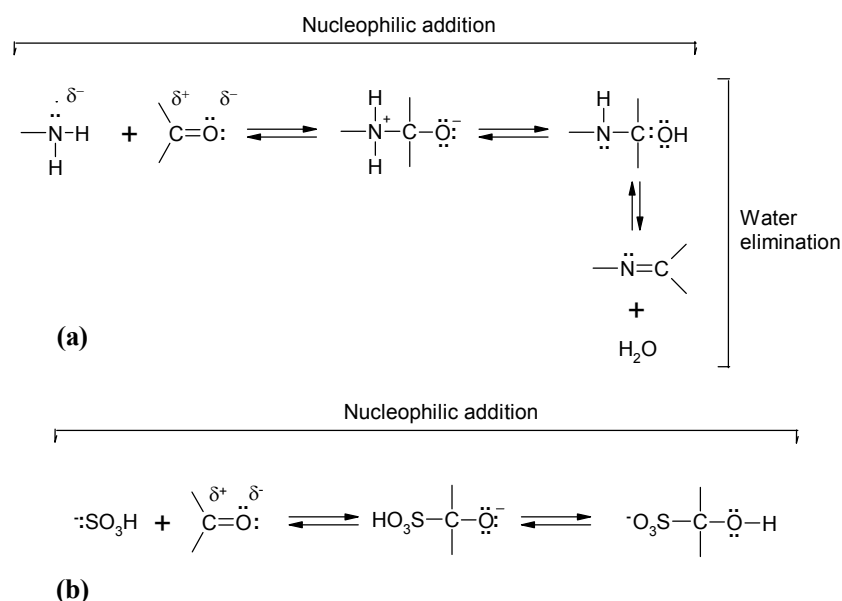 Nucleophilic addition
δ− δ+ δ−
N H + C O H N + C O − H N C OH
H H
Water
elimination
N C
+
(a)
H2O
Nucleophilic addition
δ+ δ-
-:SO3H + C O: HO3S C O − -O3S C O H
(b)